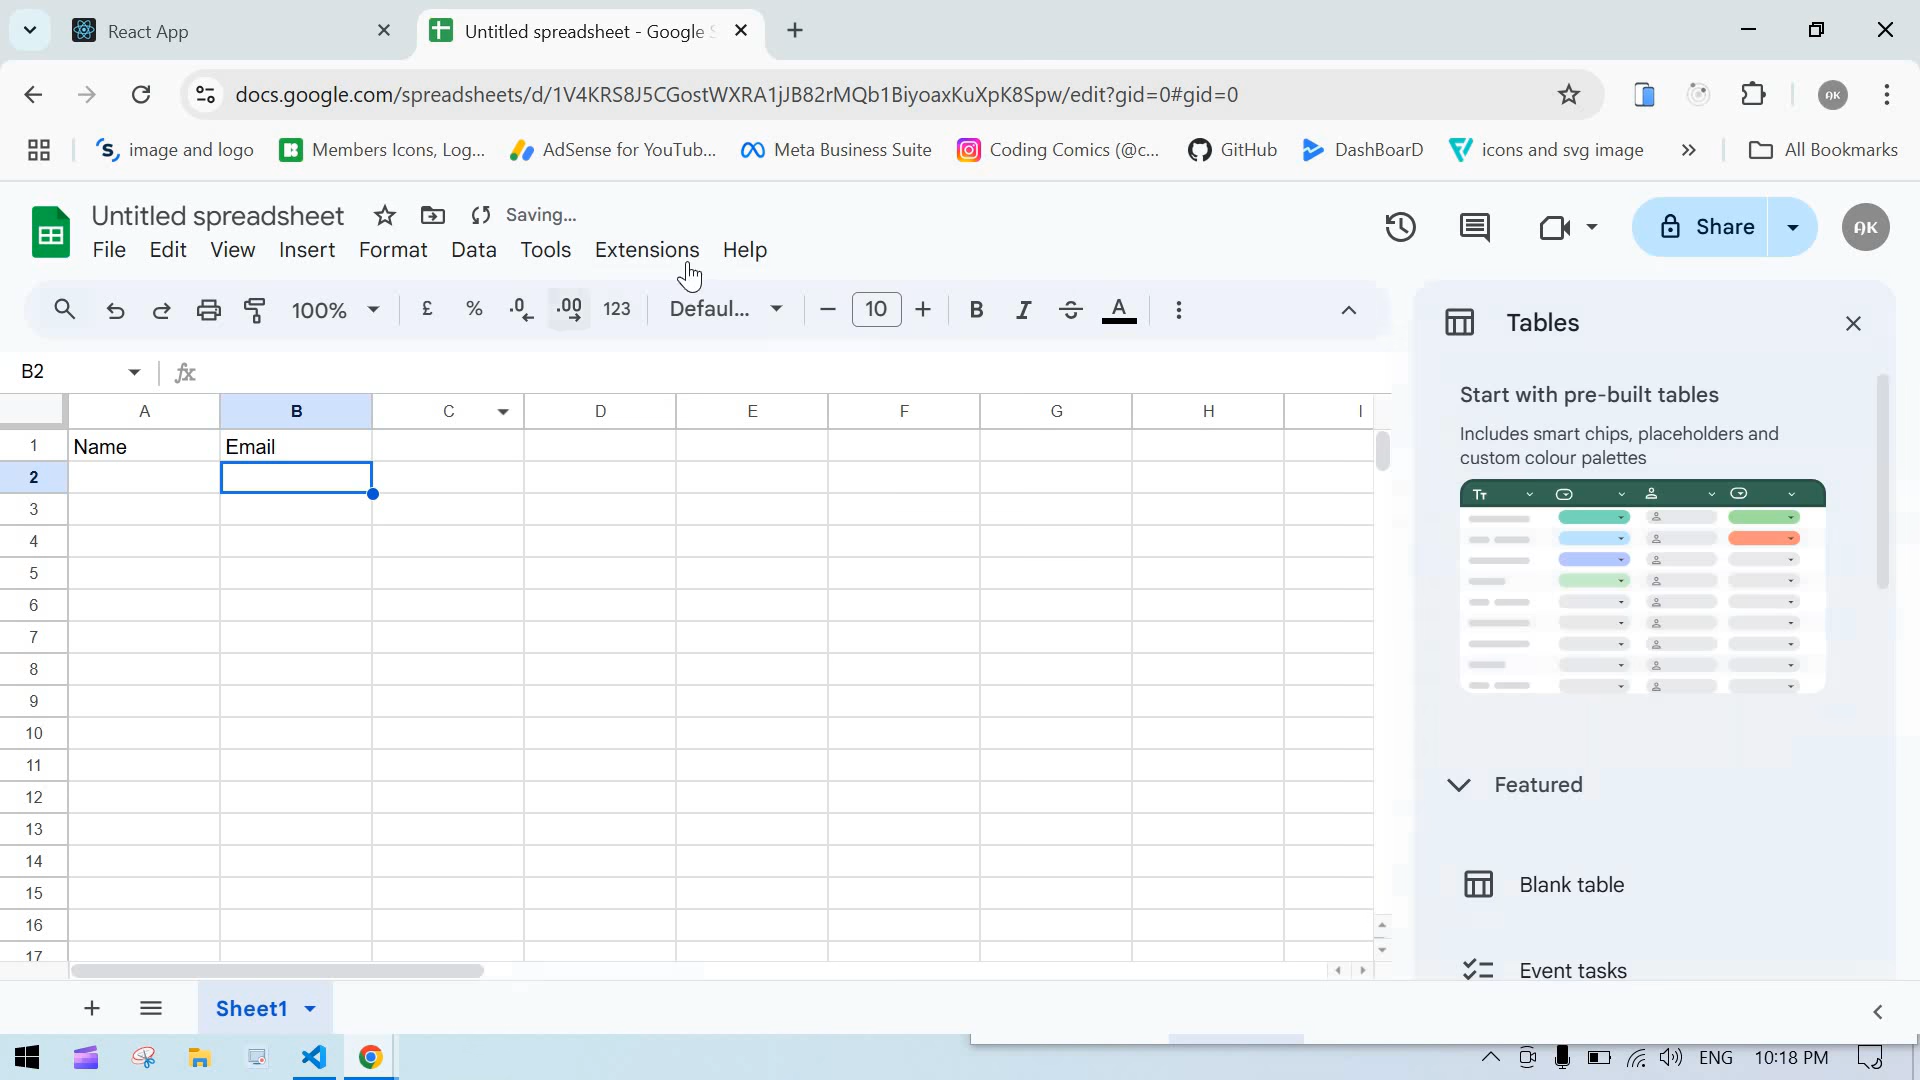 React App
Untitled spreadsheet - Google S
docs.google.com/spreadsheets/d/1V4KRS8J5CGostWXRA1jJB82rMQb1BiyoaxKuXpK8Spw/edit?gid=0#gid=0
AK
image and logo
Members Icons, Log...
AdSense for YouTub...
Meta Business Suite
Coding Comics (@c...
GitHub
DashBoarD
icons and svg image
All Bookmarks
Untitled spreadsheet
Saving...
File Edit View Insert Format Data Tools Extensions Help
Share
AK
100% £ % .0 .00 123 Defaul... 10 B I S A
Tables
B2
fx
Start with pre-built tables
Includes smart chips, placeholders and
custom colour palettes
A B C D E F G H I
1 Name Email
2
3
4
5
6
7
8
9
10
11
12
13
14
15
16
17
Tт
Featured
Blank table
Event tasks
Sheet1
ENG 10:18 PM